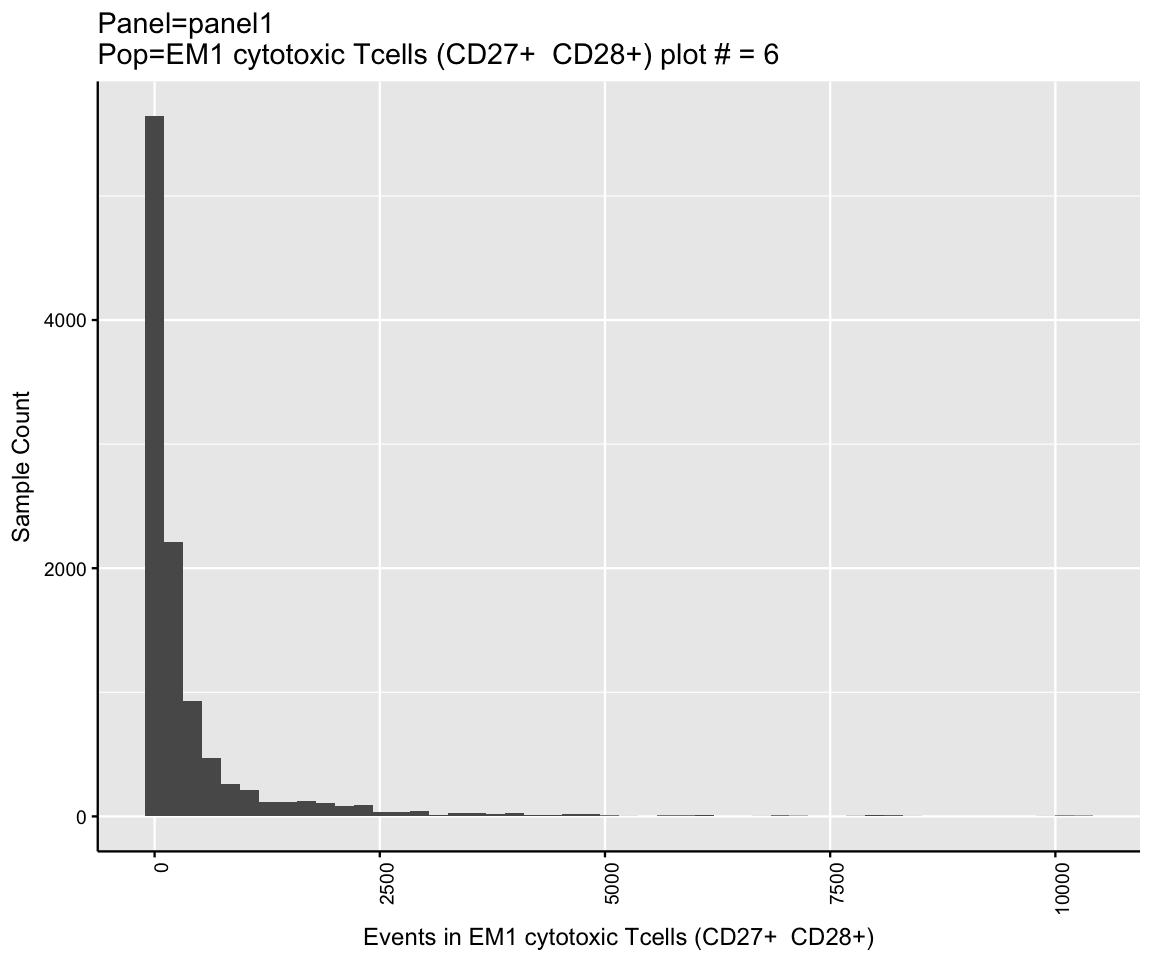 Panel=panel1
Pop=EM1 cytotoxic Tcells (CD27+  CD28+) plot # = 6
Sample Count
4000
2000
0
0
2500
5000
7500
10000
Events in EM1 cytotoxic Tcells (CD27+  CD28+)